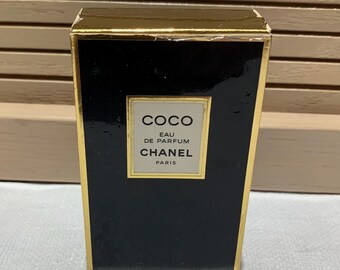 COCO
EAU
DE PARFUM
CHANEL
PARIS